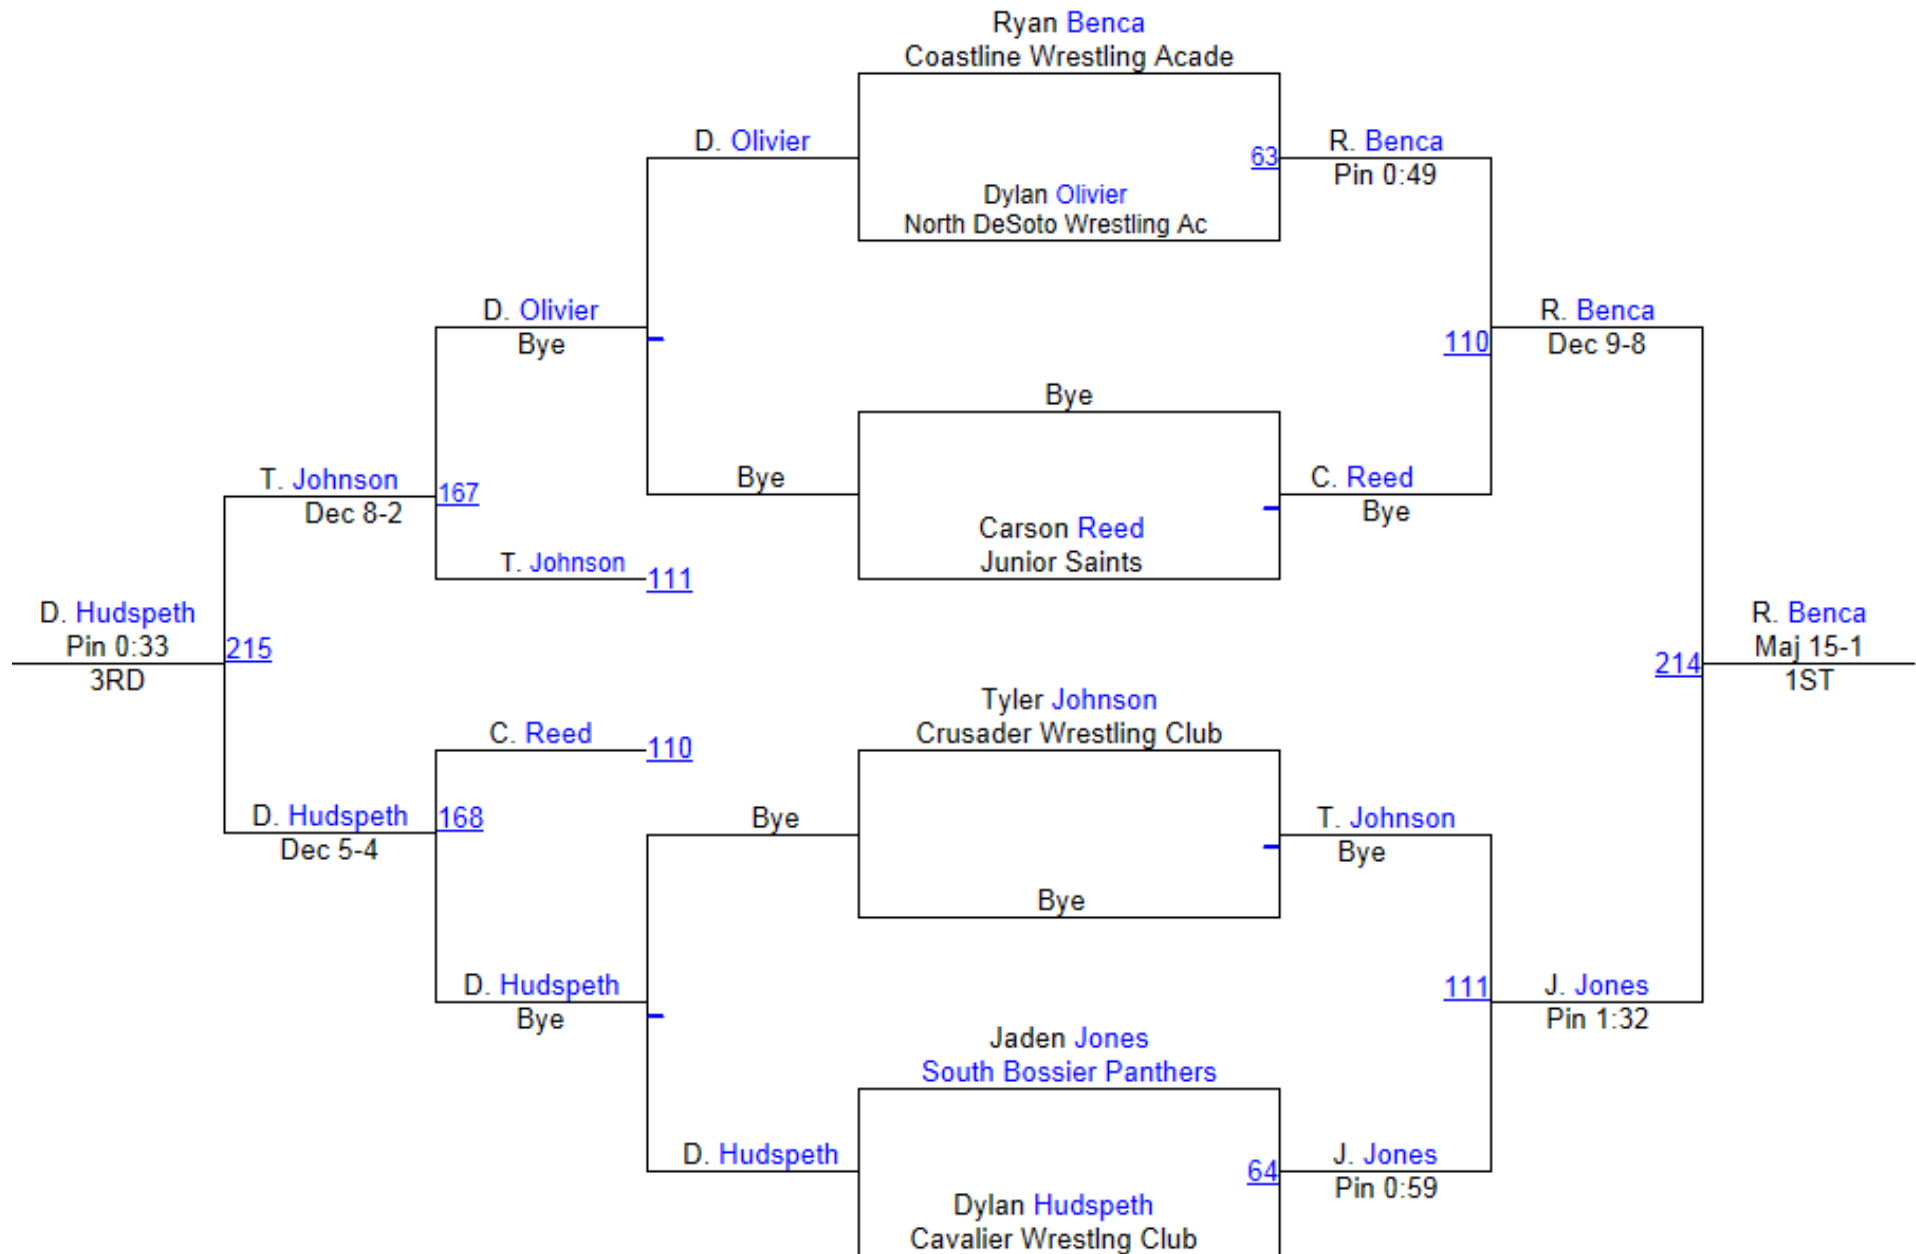 Ryan Benca
Coastline Wrestling Acade
D. Olivier
63
R. Benca
Pin 0:49
Dylan Olivier
North DeSoto Wrestling Ac
D. Olivier
Bye
110
R. Benca
Dec 9-8
Bye
T. Johnson
Dec 8-2
167
Bye
C. Reed
Bye
Carson Reed
Junior Saints
T. Johnson
111
D. Hudspeth
Pin 0:33
3RD
215
214
R. Benca
Maj 15-1
1ST
C. Reed
110
Tyler Johnson
Crusader Wrestling Club
D. Hudspeth
Dec 5-4
168
Bye
T. Johnson
Bye
Bye
D. Hudspeth
Bye
111
J. Jones
Pin 1:32
Jaden Jones
South Bossier Panthers
D. Hudspeth
64
J. Jones
Pin 0:59
Dylan Hudspeth
Cavalier Wrestlng Club